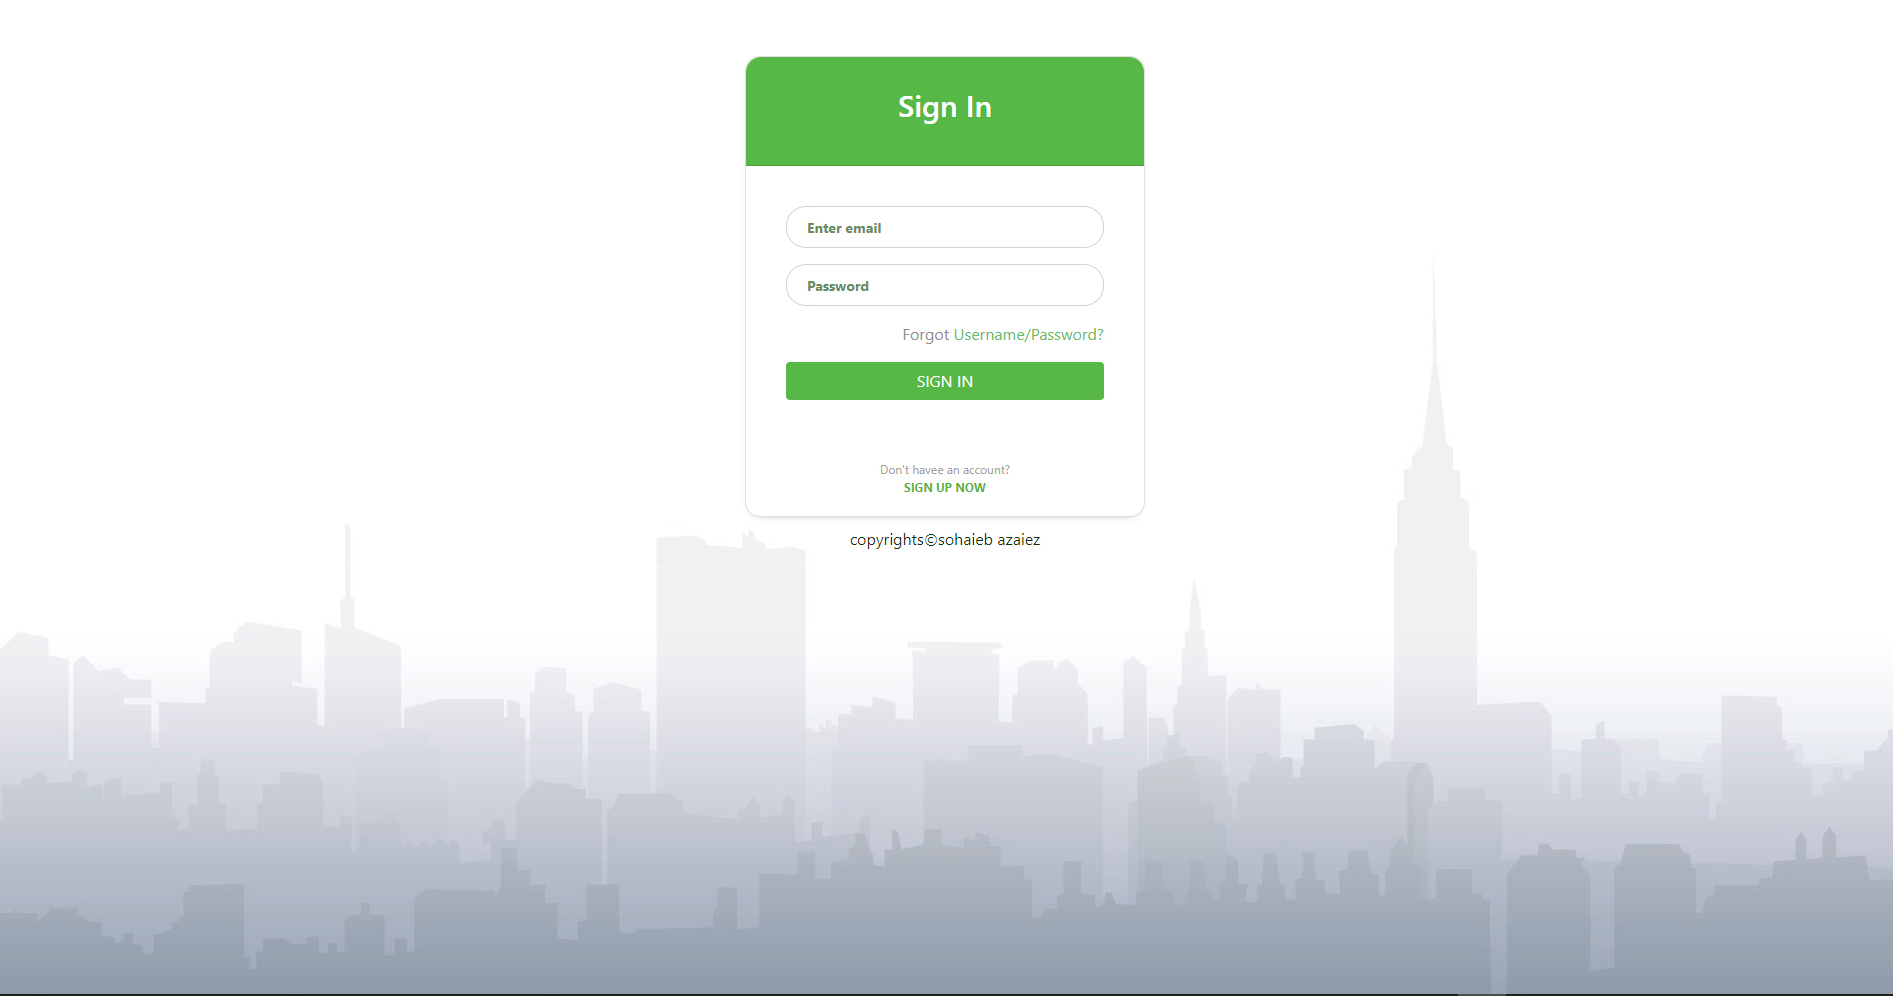 Sign In
Enter email
Password
Forgot Username/Password?
SIGN IN
Don't havee an account?
SIGN UP NOW
copyrights©sohaieb azaiez